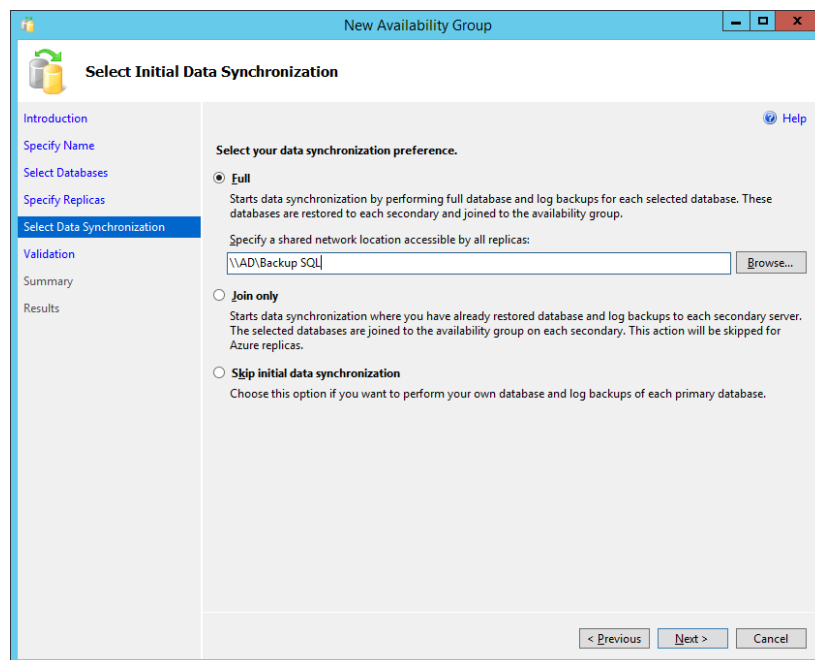 New Availability Group
Select Initial Data Synchronization
Introduction
Specify Name
Select Databases
Specify Replicas
Select Data Synchronization
Validation
Summary
Results
Help
Select your data synchronization preference.
Full
Starts data synchronization by performing full database and log backups for each selected database. These
databases are restored to each secondary and joined to the availability group.
Specify a shared network location accessible by all replicas:
\\AD\Backup SQL
Browse...
Join only
Starts data synchronization where you have already restored database and log backups to each secondary server.
The selected databases are joined to the availability group on each secondary. This action will be skipped for
Azure replicas.
Skip initial data synchronization
Choose this option if you want to perform your own database and log backups of each primary database.
< Previous
Next >
Cancel